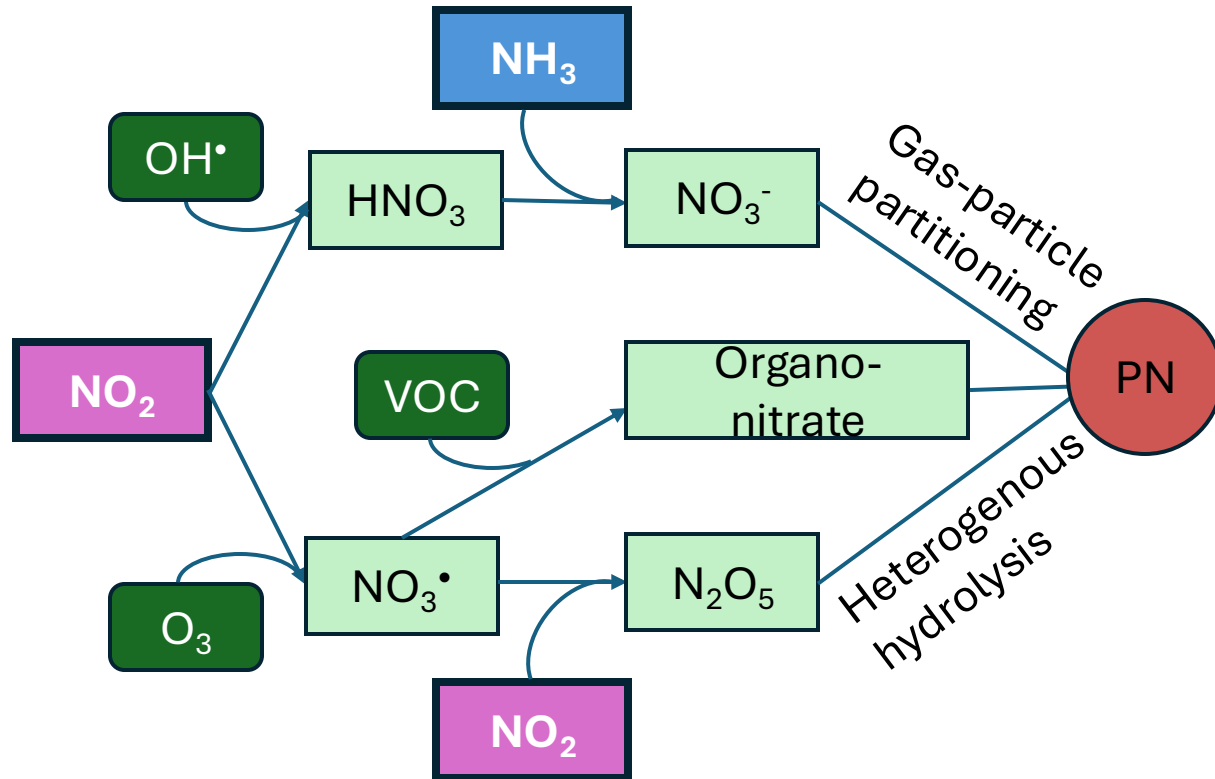 NH₃
OH•
HNO₃
NO₃⁻
Gas-particle
partitioning
NO₂
VOC
Organo-
nitrate
PN
O₃
NO₃•
N₂O₅
Heterogenous
hydrolysis
NO₂